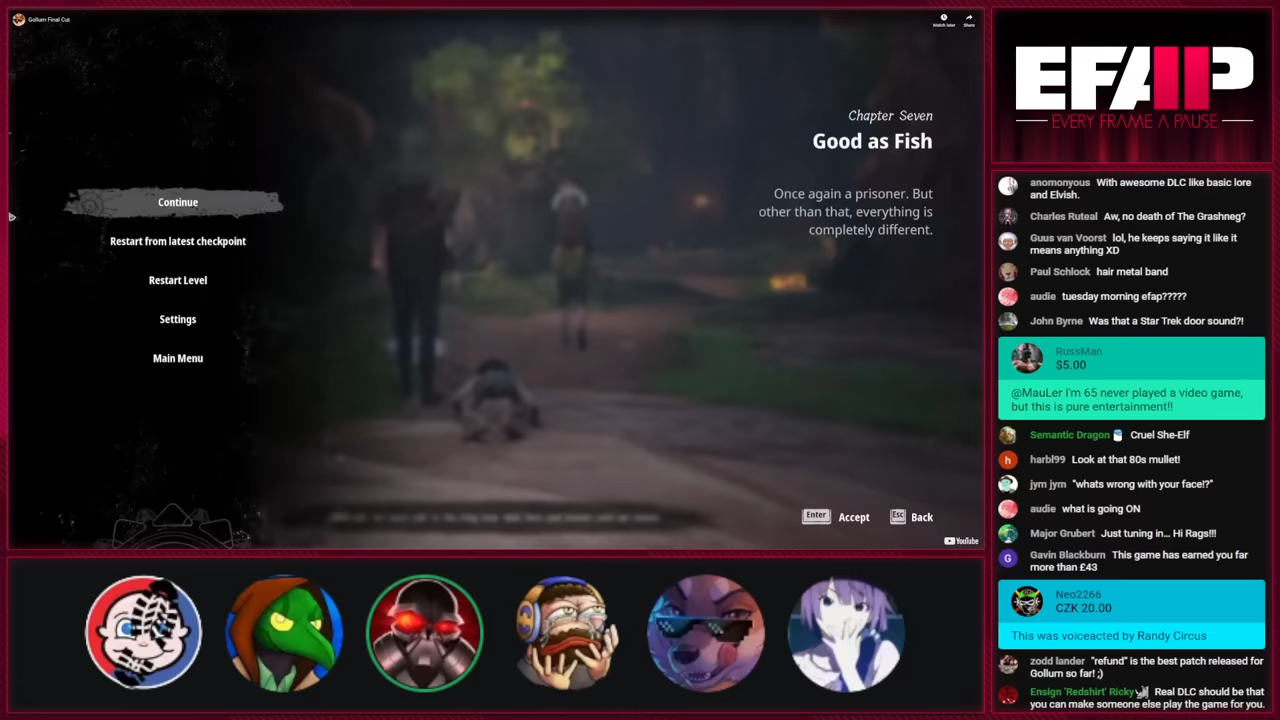 Gollum Final Cut
Watch later
Share
Chapter Seven
Good as Fish
Once again a prisoner. But
other than that, everything is
completely different.
Continue
Restart from latest checkpoint
Restart Level
Settings
Main Menu
Enter Accept
Esc Back
YouTube
EFAP
EVERY FRAME A PAUSE
anomonyous With awesome DLC like basic lore
and Elvish.
Charles Ruteal Aw, no death of The Grashneg?
Guus van Voorst lol, he keeps saying it like it
means anything XD
Paul Schlock hair metal band
audie tuesday morning efap?????
John Byrne Was that a Star Trek door sound?!
RussMan
$5.00
@MauLer I'm 65 never played a video game,
but this is pure entertainment!!
Semantic Dragon Cruel She-Elf
h harbl99 Look at that 80s mullet!
jym jym "whats wrong with your face!?"
audie what is going ON
Major Grubert Just tuning in... Hi Rags!!!
G Gavin Blackburn This game has earned you far
more than £43
Neo2266
CZK 20.00
This was voiceacted by Randy Circus
zodd lander "refund" is the best patch released for
Gollum so far! ;)
Ensign 'Redshirt' Ricky Real DLC should be that
you can make someone else play the game for you.